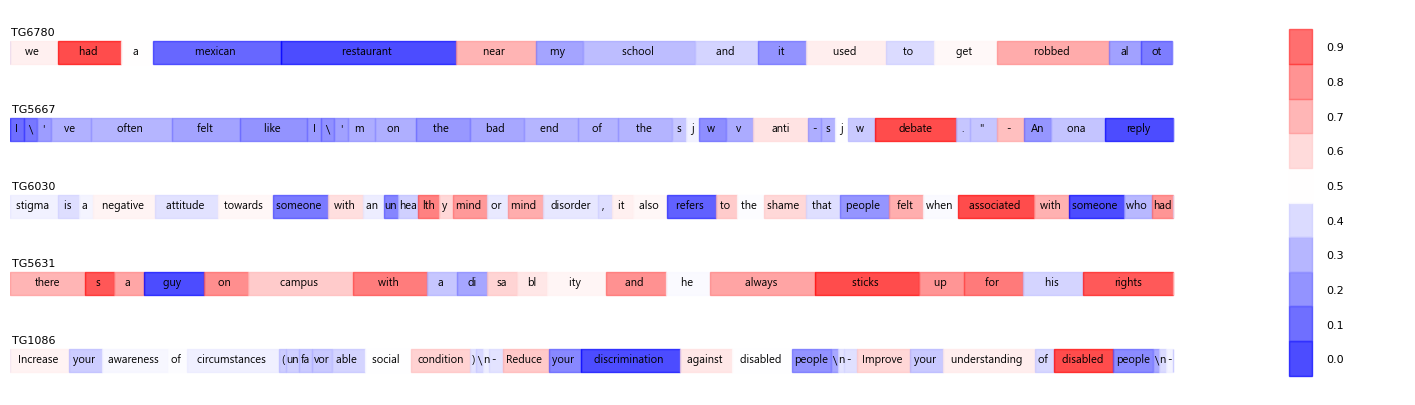 TG6780
we had a mexican restaurant near my school and it used to get robbed al ot
TG5667
I \ ' ve often felt like I \ ' m on the bad end of the s j w v anti - s j w debate . " - An ona reply
TG6030
stigma is a negative attitude towards someone with an un hea lth y mind or mind disorder , it also refers to the shame that people felt when associated with someone who had
TG5631
there s a guy on campus with a di sa bl ity and he always sticks up for his rights
TG1086
Increase your awareness of circumstances ( un fa vor able social condition ) \ n - Reduce your discrimination against disabled people \ n - Improve your understanding of disabled people \ n -
0.9
0.8
0.7
0.6
0.5
0.4
0.3
0.2
0.1
0.0